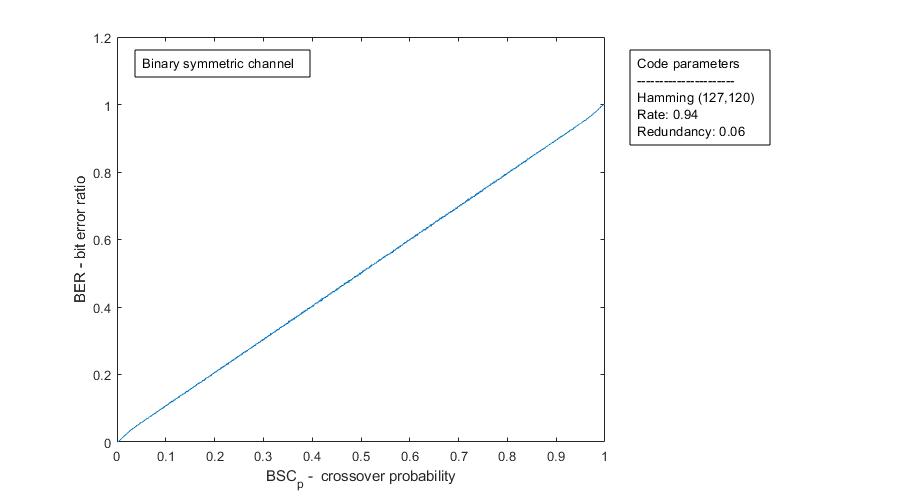 1.2
Binary symmetric channel
1
0.8
0.6
0.4
0.2
0
BER - bit error ratio
0 0.1 0.2 0.3 0.4 0.5 0.6 0.7 0.8 0.9 1
BSCp - crossover probability
Code parameters
----------------------
Hamming (127,120)
Rate: 0.94
Redundancy: 0.06